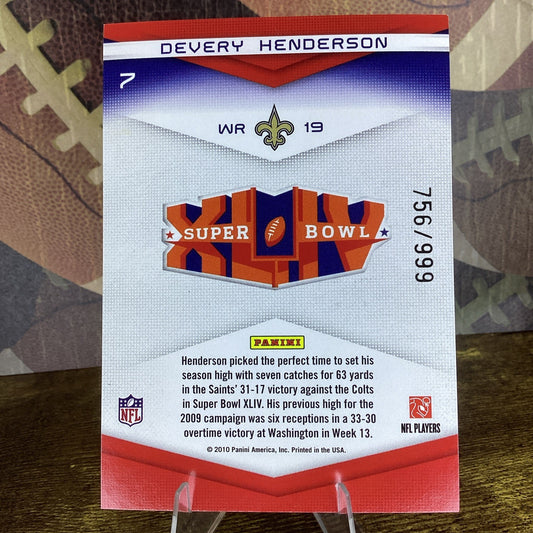 DEVERY HENDERSON
7
WR 19
XLIV
SUPER BOWL
756/999
PANINI
Henderson picked the perfect time to set his
season high with seven catches for 63 yards
in the Saints' 31-17 victory against the Colts
in Super Bowl XLIV. His previous high for the
2009 campaign was six receptions in a 33-30
overtime victory at Washington in Week 13.
© 2010 Panini America, Inc. Printed in the USA.
NFL
NFL PLAYERS